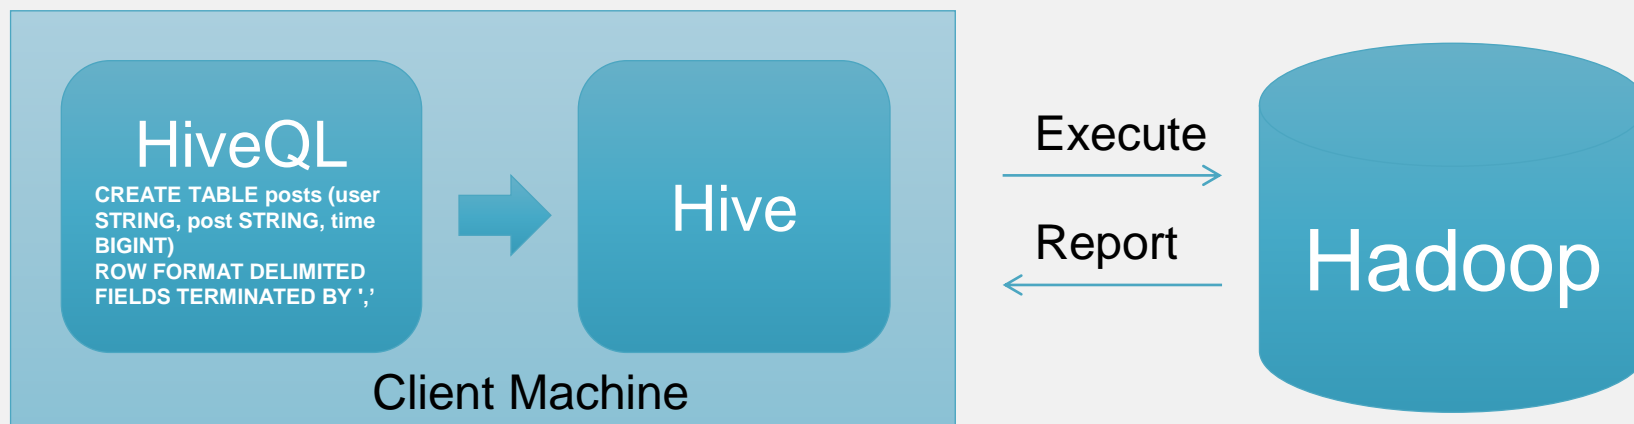 HiveQL
CREATE TABLE posts (user
STRING, post STRING, time
BIGINT)
ROW FORMAT DELIMITED
FIELDS TERMINATED BY ',’
Hive
Client Machine
Execute
Report
Hadoop